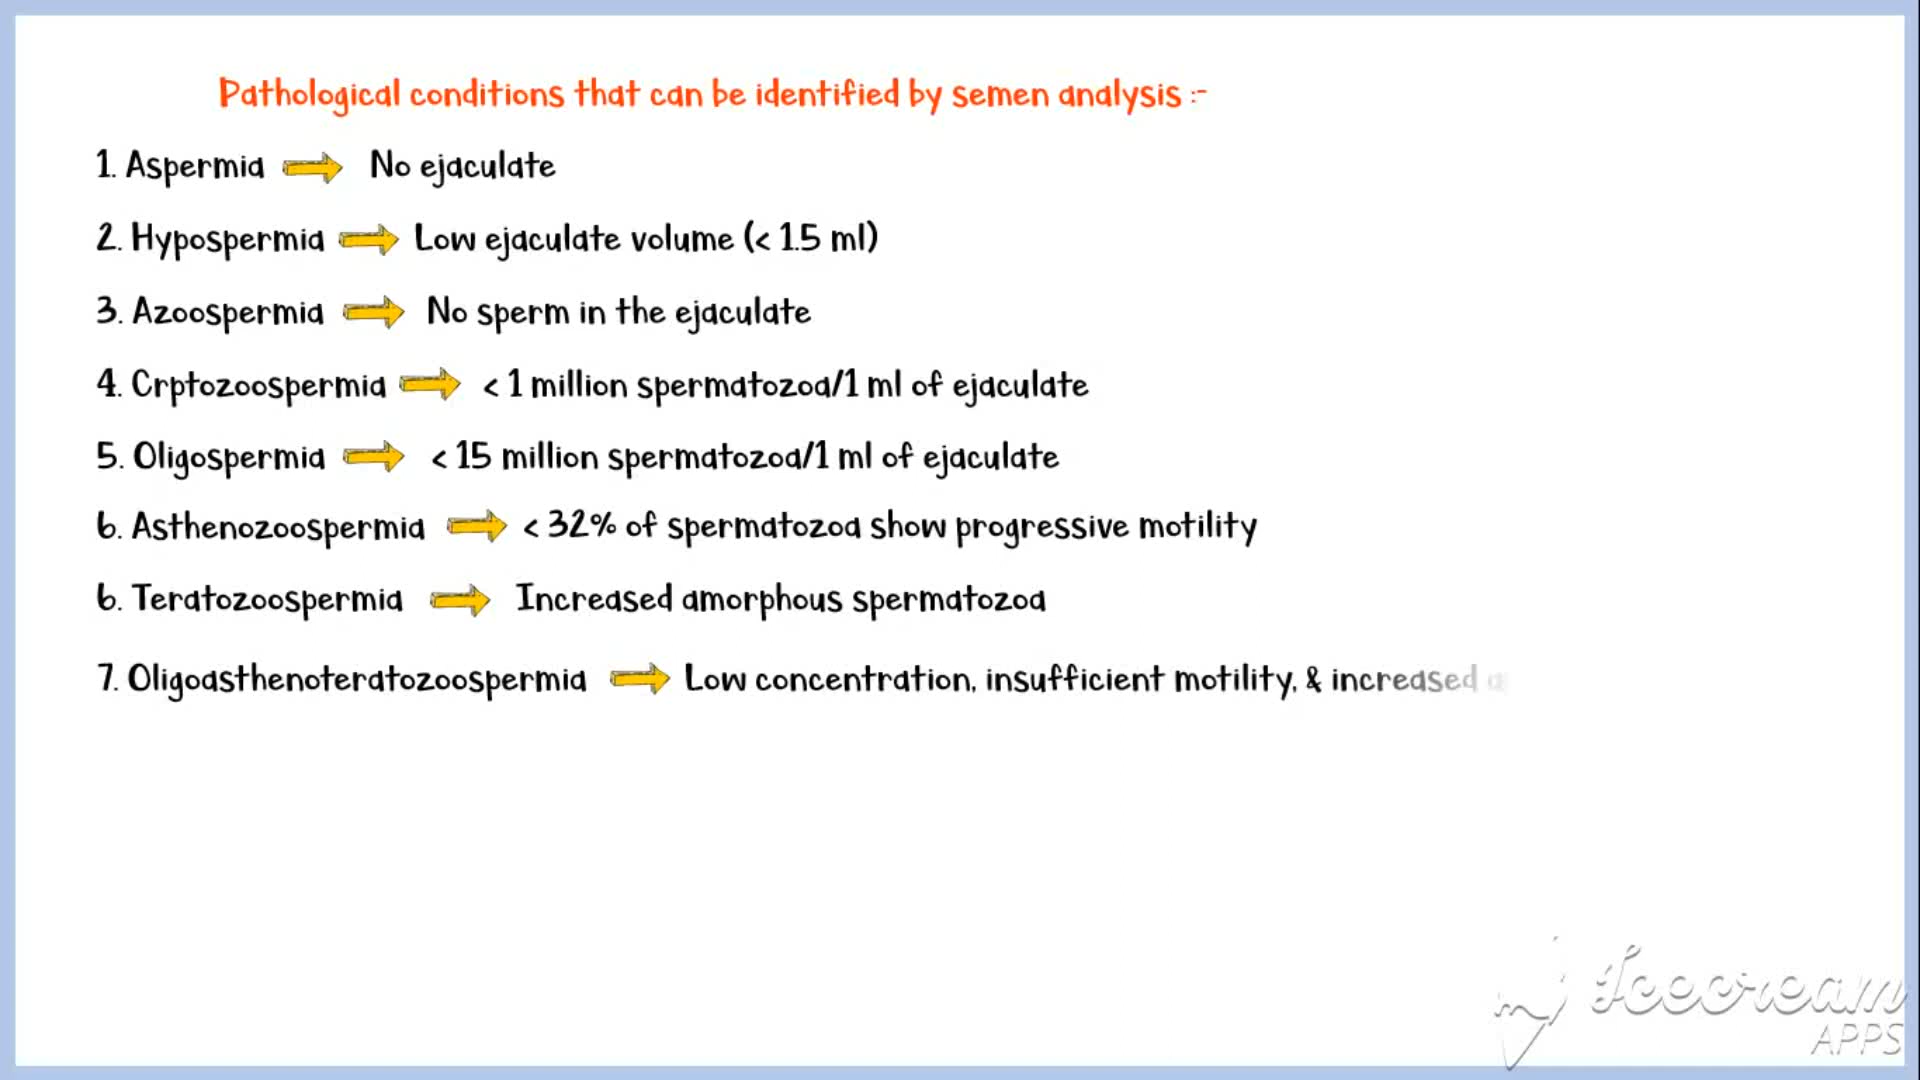 Pathological conditions that can be identified by semen analysis :-
1. Aspermia No ejaculate
2. Hypospermia Low ejaculate volume (< 1.5 ml)
3. Azoospermia No sperm in the ejaculate
4. Crptozoospermia < 1 million spermatozoa/1 ml of ejaculate
5. Oligospermia < 15 million spermatozoa/1 ml of ejaculate
6. Asthenozoospermia < 32% of spermatozoa show progressive motility
6. Teratozoospermia Increased amorphous spermatozoa
7. Oligoasthenoteratozoospermia Low concentration, insufficient motility, & increased
Icecream
APPS